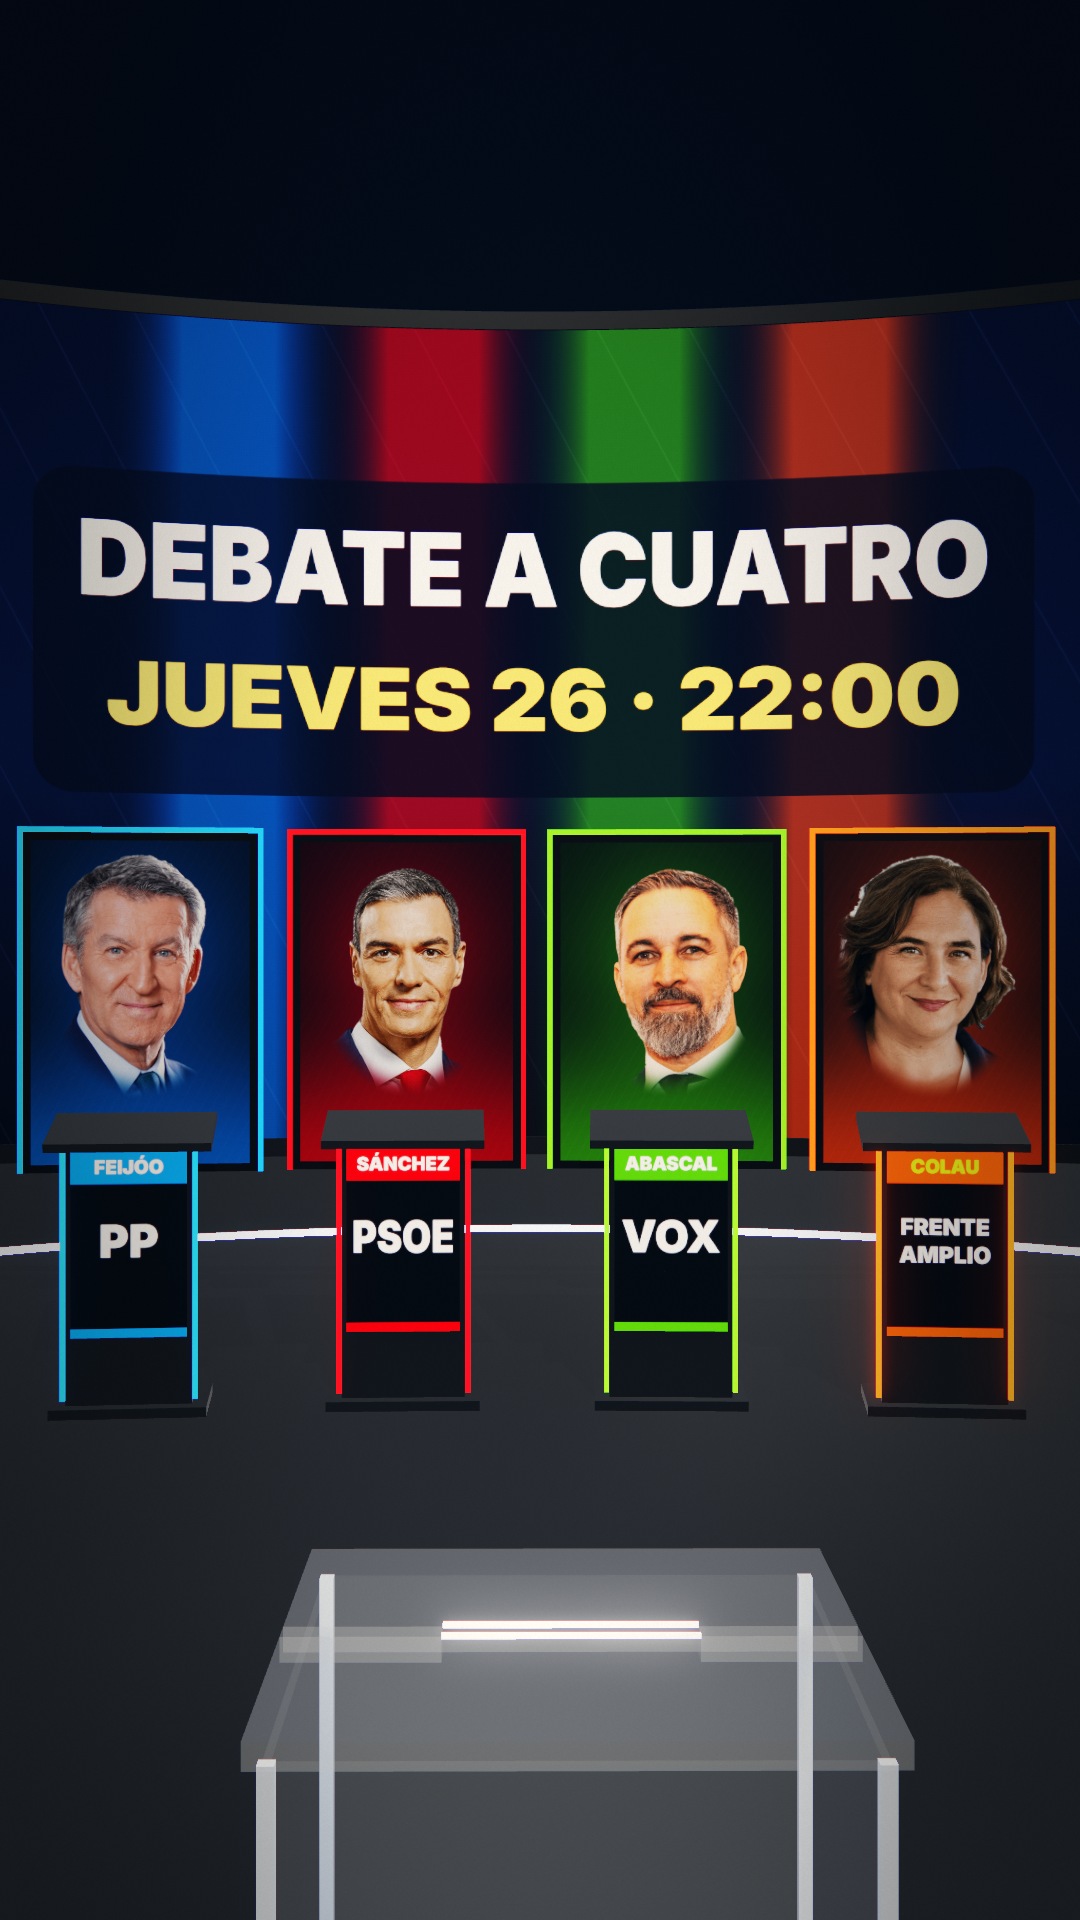 DEBATE A CUATRO
JUEVES 26 · 22:00
FEIJÓO
PP
SÁNCHEZ
PSOE
ABASCAL
VOX
COLAU
FRENTE
AMPLIO